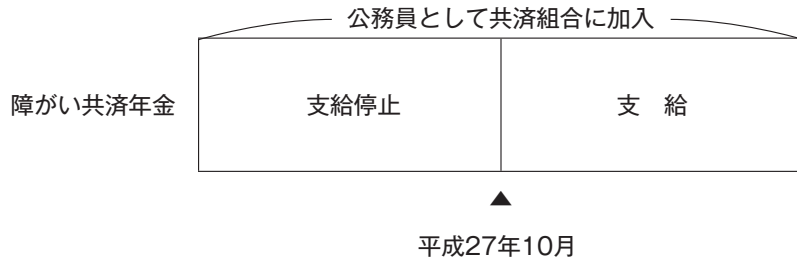 公務員として共済組合に加入
障がい共済年金
支給停止
支　給
▲
平成27年10月